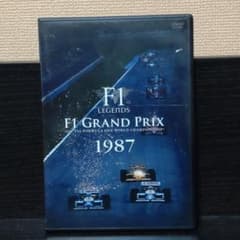 F1
LEGENDS
F1 GRAND PRIX
1987